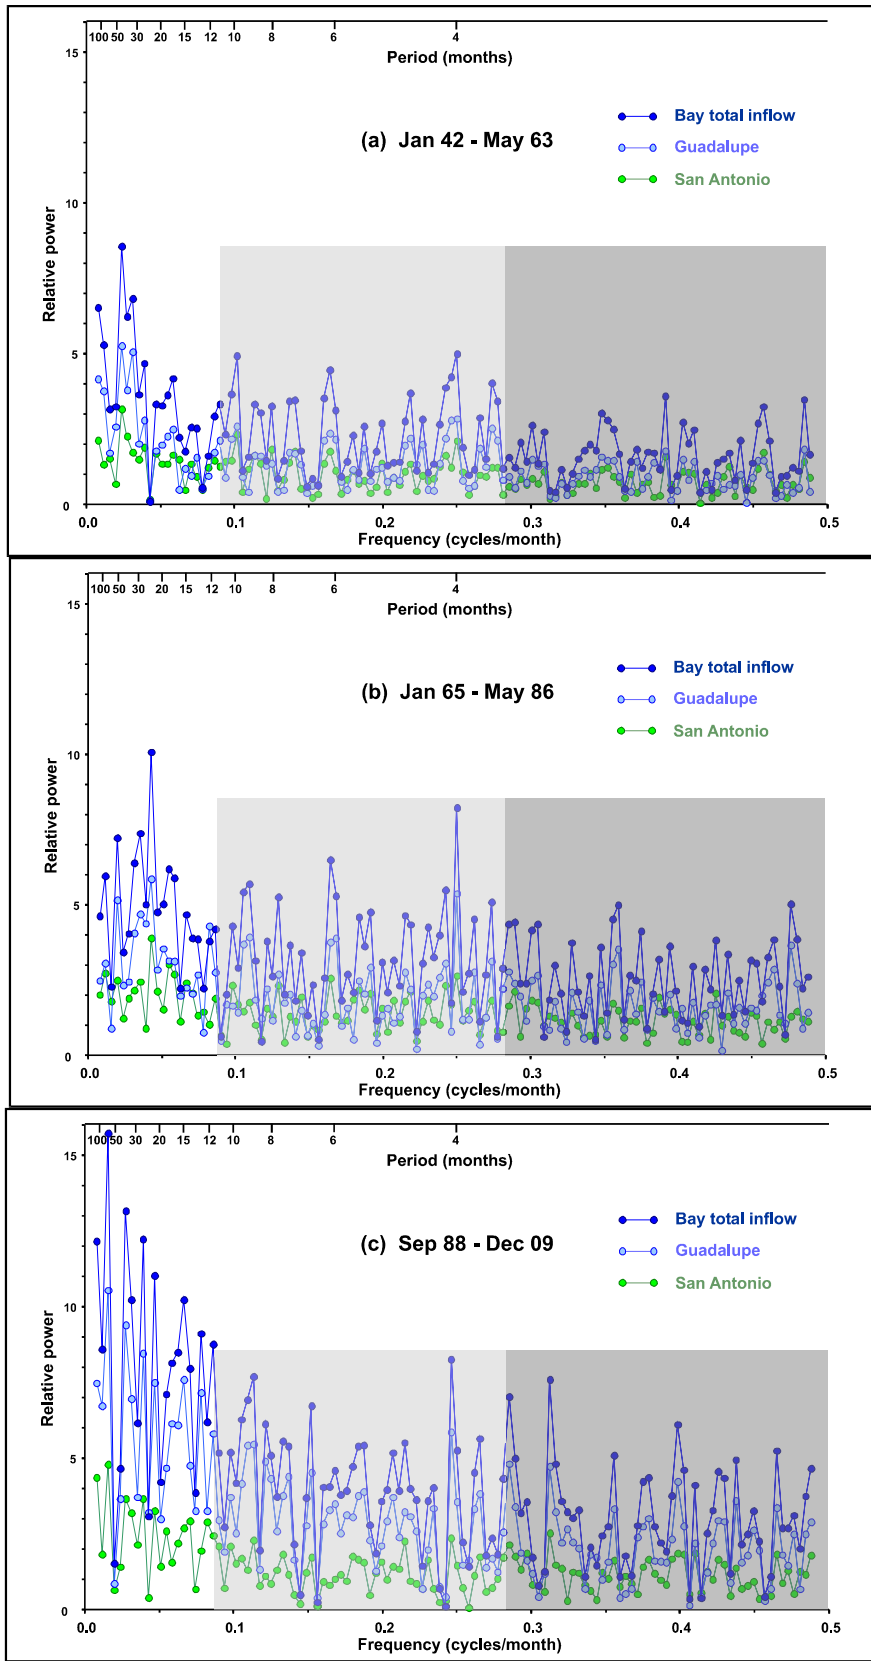 100 50 30 20 15 12 10 8 6 4
Period (months)
15
10
5
0
Relative power
(a) Jan 42 - May 63
Bay total inflow
Guadalupe
San Antonio
0.0 0.1 0.2 0.3 0.4 0.5
Frequency (cycles/month)
100 50 30 20 15 12 10 8 6 4
Period (months)
15
10
5
0
Relative power
(b) Jan 65 - May 86
Bay total inflow
Guadalupe
San Antonio
0.0 0.1 0.2 0.3 0.4 0.5
Frequency (cycles/month)
100 50 30 20 15 12 10 8 6 4
Period (months)
15
10
5
0
Relative power
(c) Sep 88 - Dec 09
Bay total inflow
Guadalupe
San Antonio
0.0 0.1 0.2 0.3 0.4 0.5
Frequency (cycles/month)